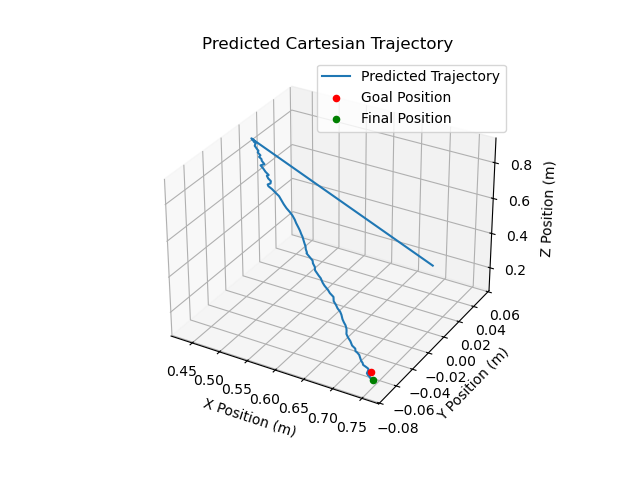 Predicted Cartesian Trajectory
Predicted Trajectory
Goal Position
Final Position
0.8
0.6
0.4
0.2
Z Position (m)
0.06
0.04
0.02
0.00
−0.02
−0.04
−0.06
−0.08
Y Position (m)
0.45
0.50
0.55
0.60
0.65
0.70
0.75
X Position (m)